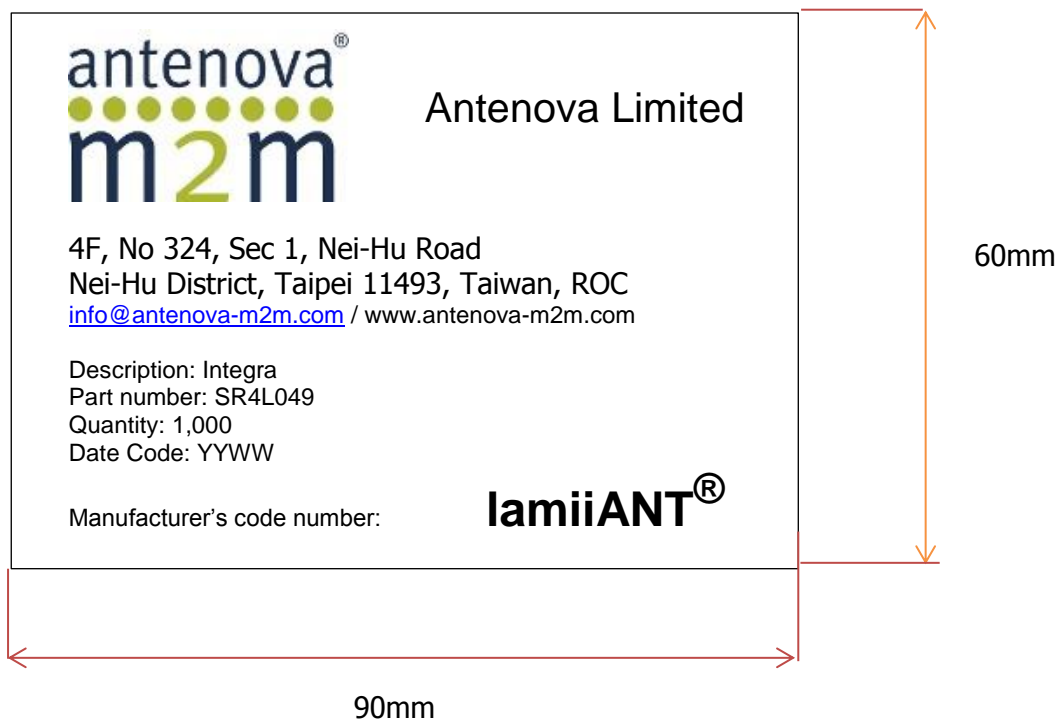 antenova®
m2m
Antenova Limited
4F, No 324, Sec 1, Nei-Hu Road
Nei-Hu District, Taipei 11493, Taiwan, ROC
info@antenova-m2m.com / www.antenova-m2m.com
Description: Integra
Part number: SR4L049
Quantity: 1,000
Date Code: YYWW
Manufacturer's code number:
lamiiANT®
60mm
90mm